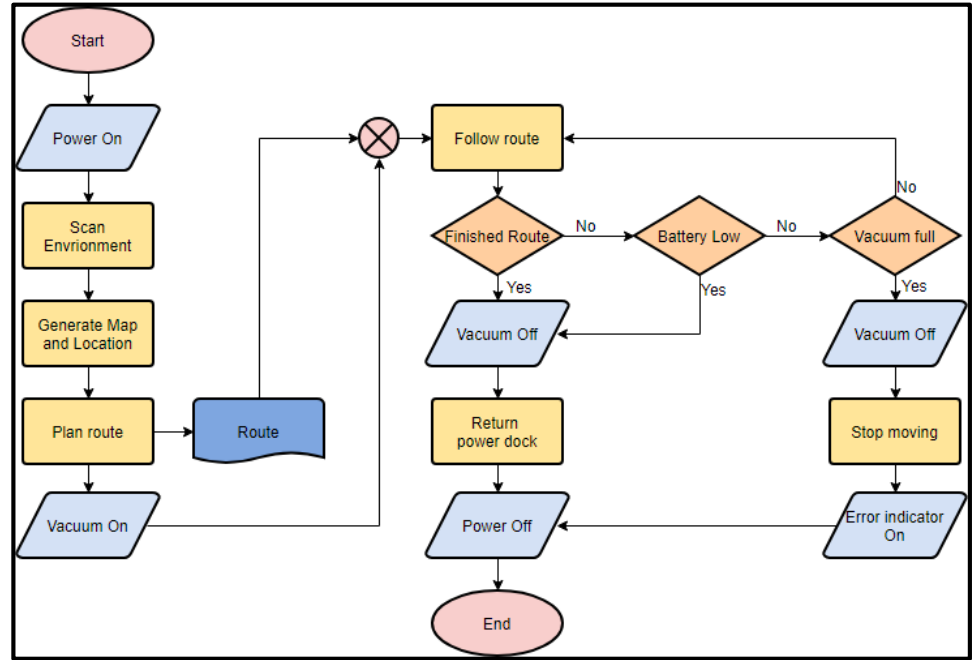 Start
Power On
Scan
Envrionment
Generate Map
and Location
Plan route
Route
Vacuum On
Follow route
Finished Route
No
Battery Low
No
Vacuum full
No
Yes
Yes
Yes
Vacuum Off
Vacuum Off
Return
power dock
Stop moving
Power Off
Error indicator
On
End